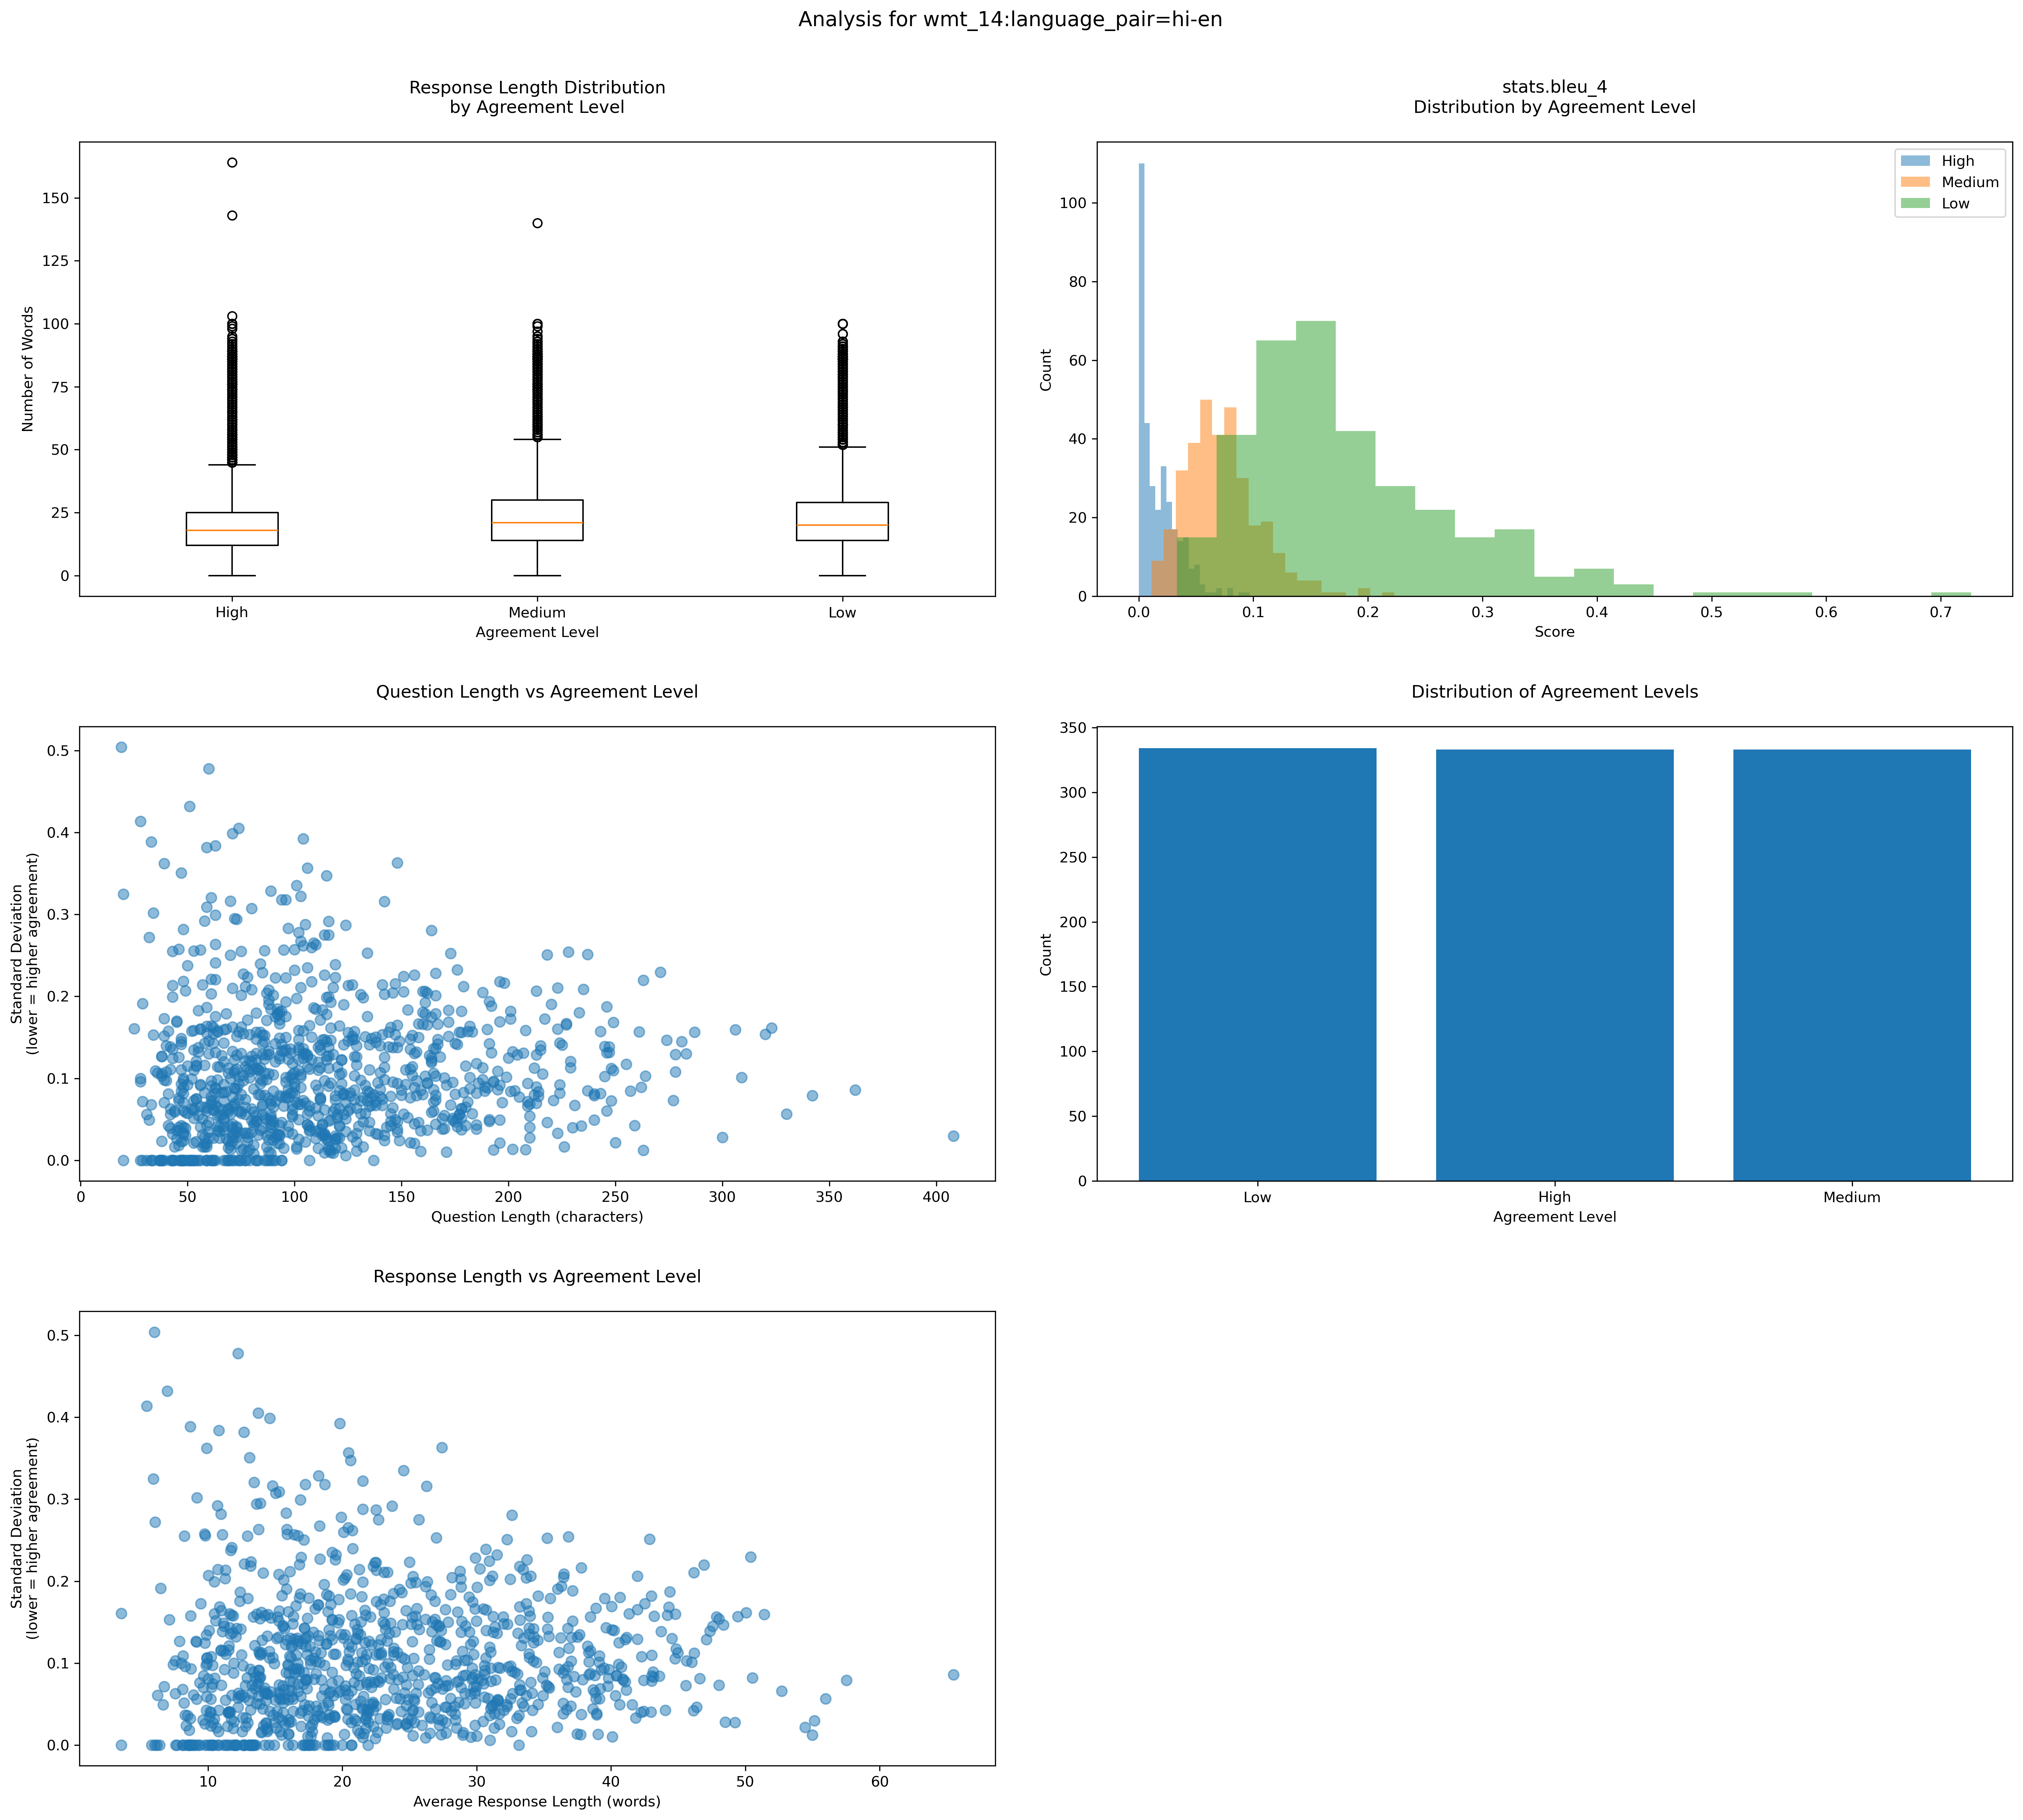 Analysis for wmt_14:language_pair=hi-en
Response Length Distribution
by Agreement Level
Number of Words
150
125
100
75
50
25
0
High
Medium
Low
Agreement Level
stats.bleu_4
Distribution by Agreement Level
High
Medium
Low
Count
100
80
60
40
20
0
0.0
0.1
0.2
0.3
0.4
0.5
0.6
0.7
Score
Question Length vs Agreement Level
Standard Deviation
(lower = higher agreement)
0.5
0.4
0.3
0.2
0.1
0.0
0
50
100
150
200
250
300
350
400
Question Length (characters)
Distribution of Agreement Levels
Count
350
300
250
200
150
100
50
0
Low
High
Medium
Agreement Level
Response Length vs Agreement Level
Standard Deviation
(lower = higher agreement)
0.5
0.4
0.3
0.2
0.1
0.0
10
20
30
40
50
60
Average Response Length (words)